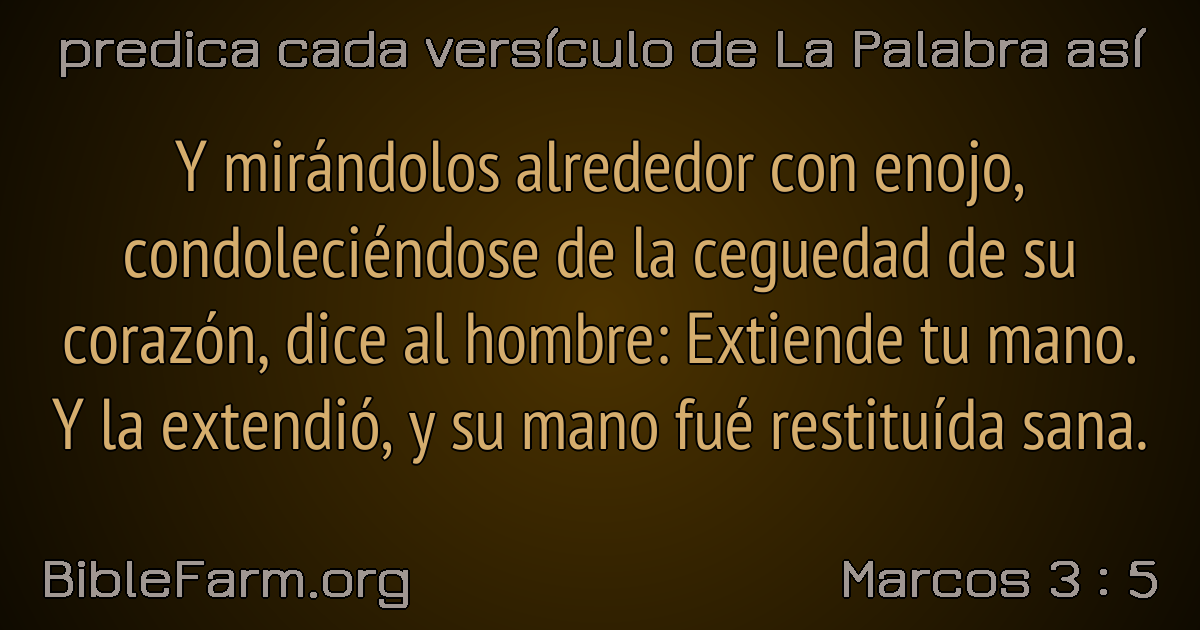 predica cada versículo de La Palabra así
Y mirándolos alrededor con enojo,
condoleciéndose de la ceguedad de su
corazón, dice al hombre: Extiende tu mano.
Y la extendió, y su mano fué restituída sana.
BibleFarm.org
Marcos 3 : 5